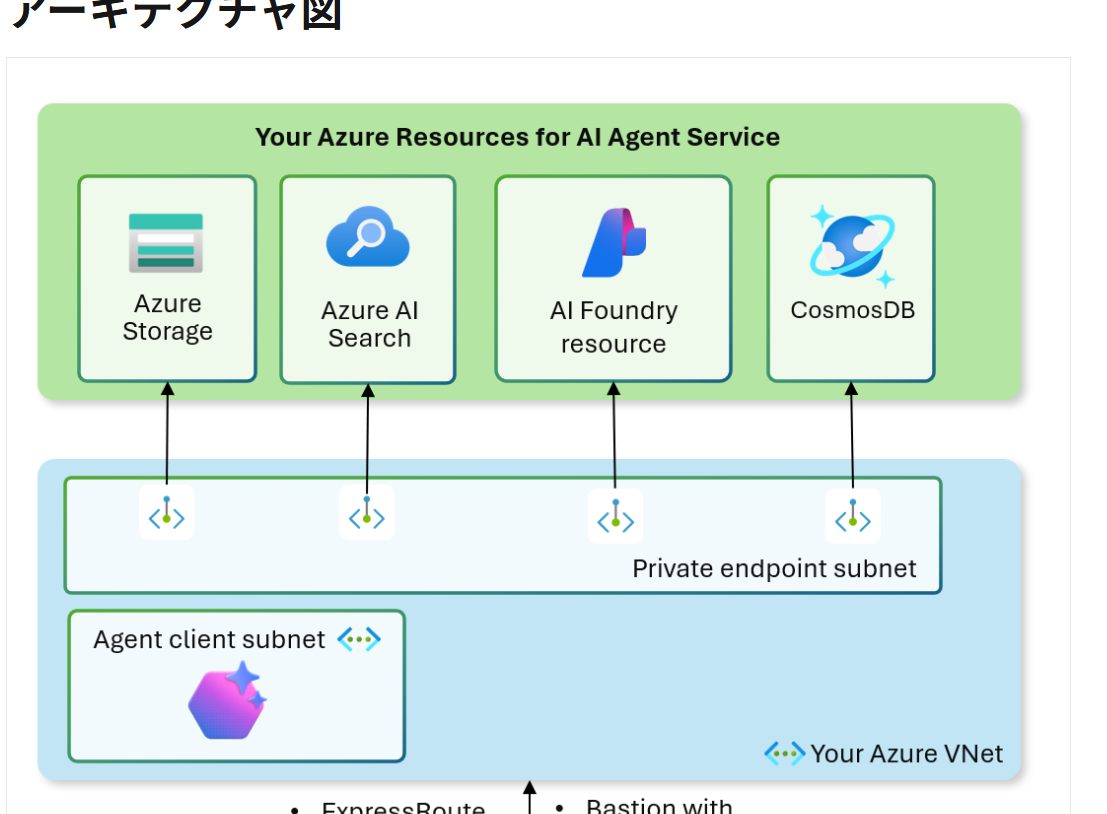 アーキテクチャ図
Your Azure Resources for AI Agent Service
Azure
Storage
Azure AI
Search
AI Foundry
resource
CosmosDB
Private endpoint subnet
Agent client subnet
Your Azure VNet
• ExpressRoute
• Bastion with